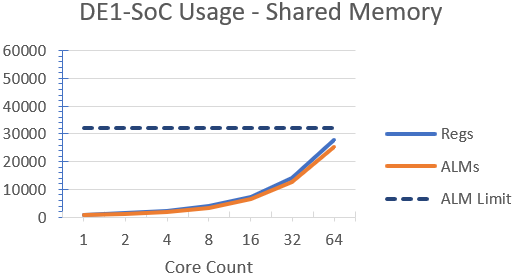 DE1-SoC Usage - Shared Memory
60000
50000
40000
30000
20000
10000
0
1 2 4 8 16 32 64
Core Count
Regs
ALMs
ALM Limit